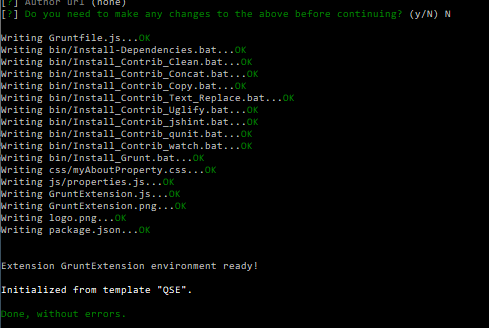 [?] Author url (none)
[?] Do you need to make any changes to the above before continuing? (y/N) N
Writing Gruntfile.js...OK
Writing bin/Install-Dependencies.bat...OK
Writing bin/Install_Contrib_Clean.bat...OK
Writing bin/Install_Contrib_Concat.bat...OK
Writing bin/Install_Contrib_Copy.bat...OK
Writing bin/Install_Contrib_Text_Replace.bat...OK
Writing bin/Install_Contrib_Uglify.bat...OK
Writing bin/Install_Contrib_jshint.bat...OK
Writing bin/Install_Contrib_qunit.bat...OK
Writing bin/Install_Contrib_watch.bat...OK
Writing bin/Install_Grunt.bat...OK
Writing css/myAboutProperty.css...OK
Writing js/properties.js...OK
Writing GruntExtension.js...OK
Writing GruntExtension.png...OK
Writing logo.png...OK
Writing package.json...OK
Extension GruntExtension environment ready!
Initialized from template "QSE".
Done, without errors.